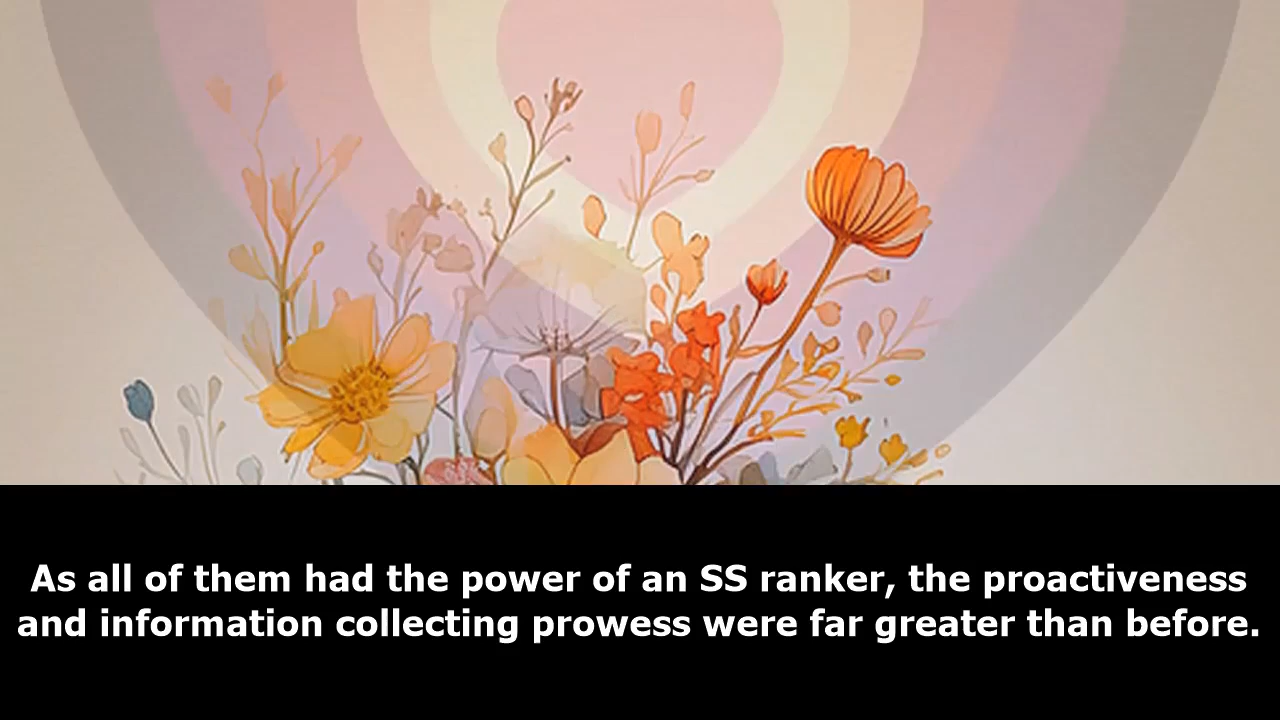 As all of them had the power of an SS ranker, the proactiveness
and information collecting prowess were far greater than before.